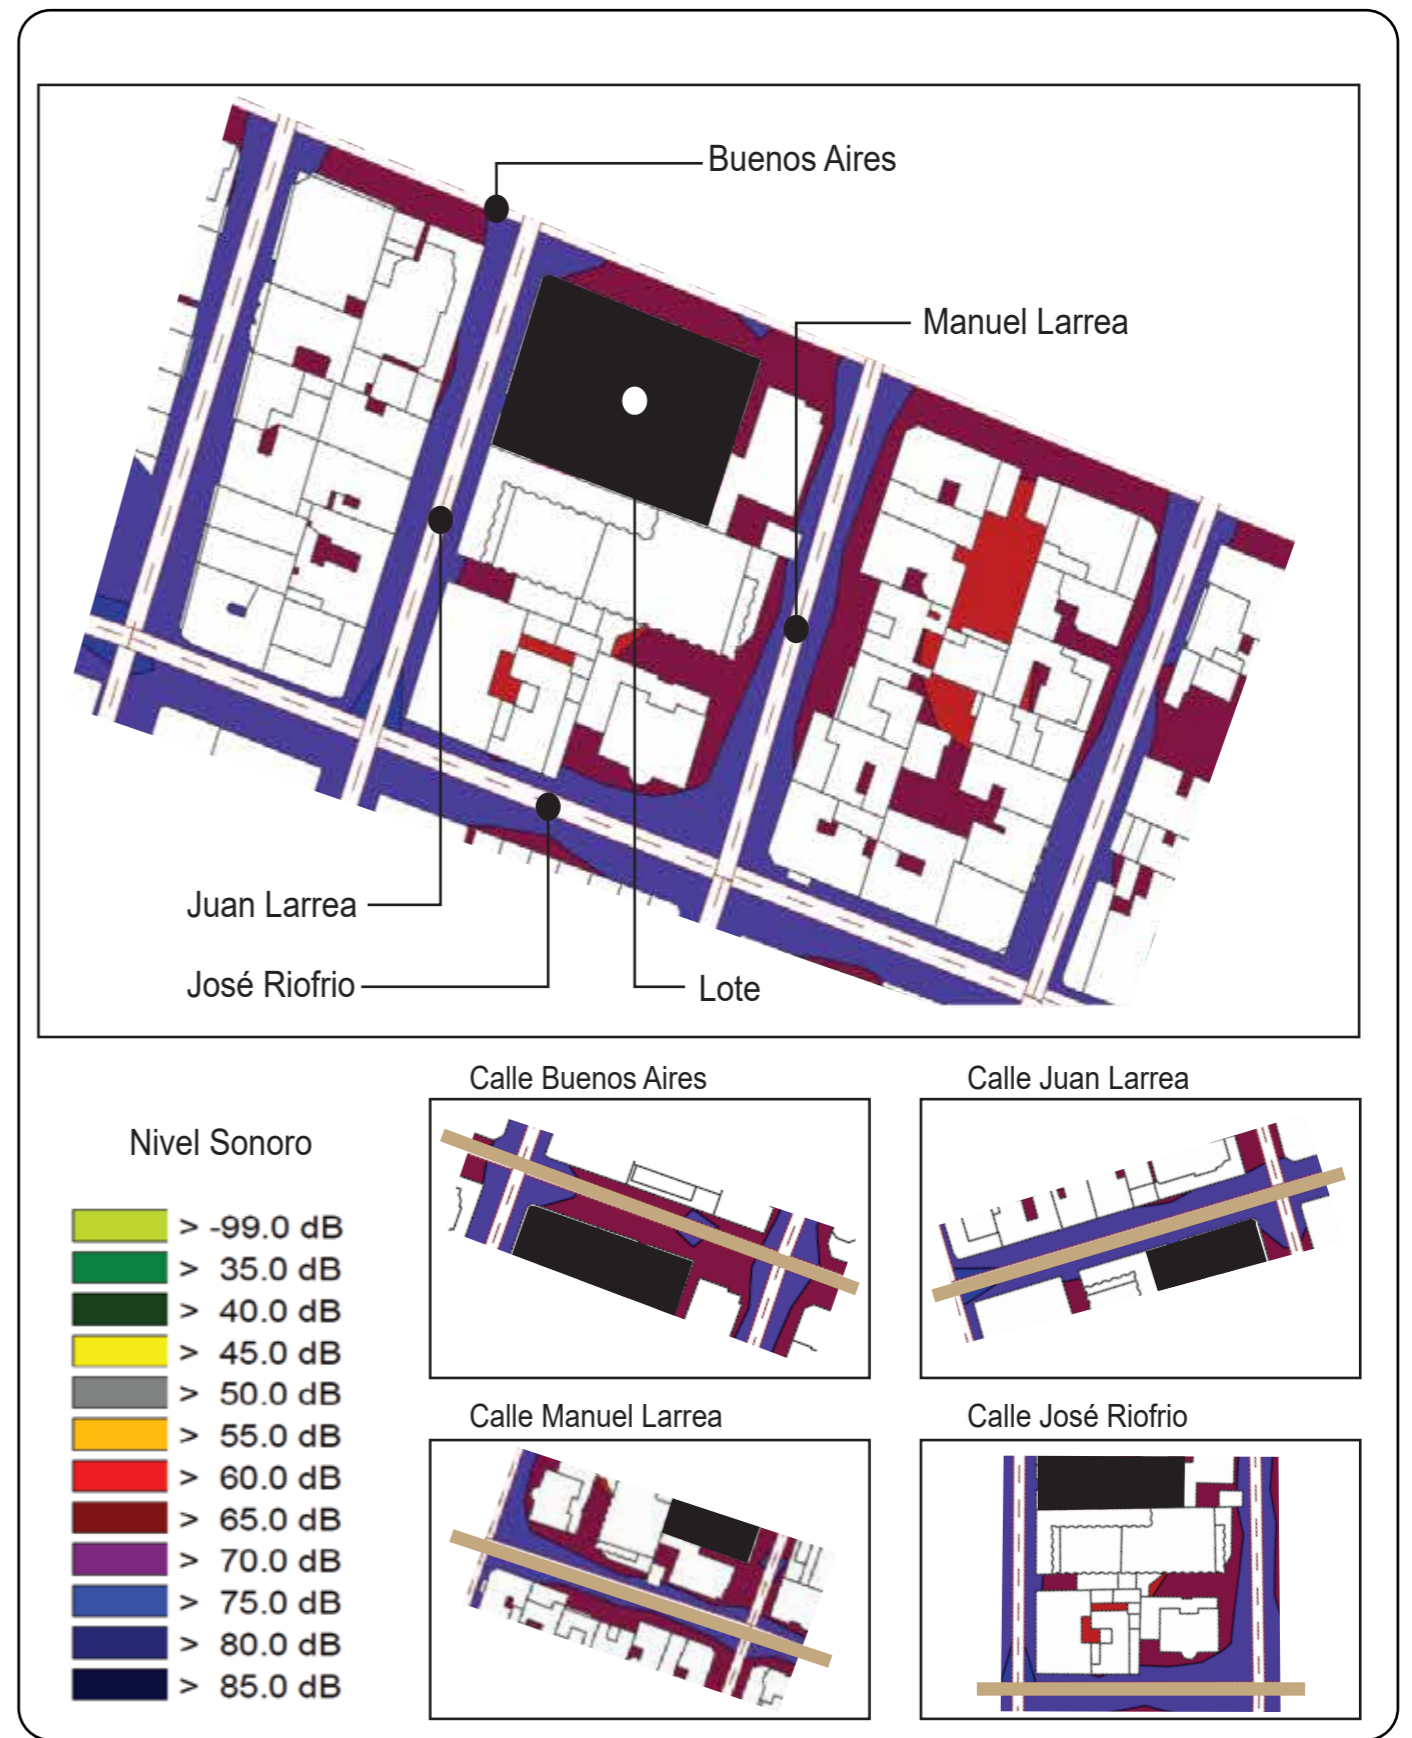 Buenos Aires
Manuel Larrea
Juan Larrea
José Riofrio
Lote
Calle Buenos Aires
Calle Juan Larrea
Nivel Sonoro
> -99.0 dB
> 35.0 dB
> 40.0 dB
> 45.0 dB
> 50.0 dB
> 55.0 dB
> 60.0 dB
> 65.0 dB
> 70.0 dB
> 75.0 dB
> 80.0 dB
> 85.0 dB
Calle Manuel Larrea
Calle José Riofrio